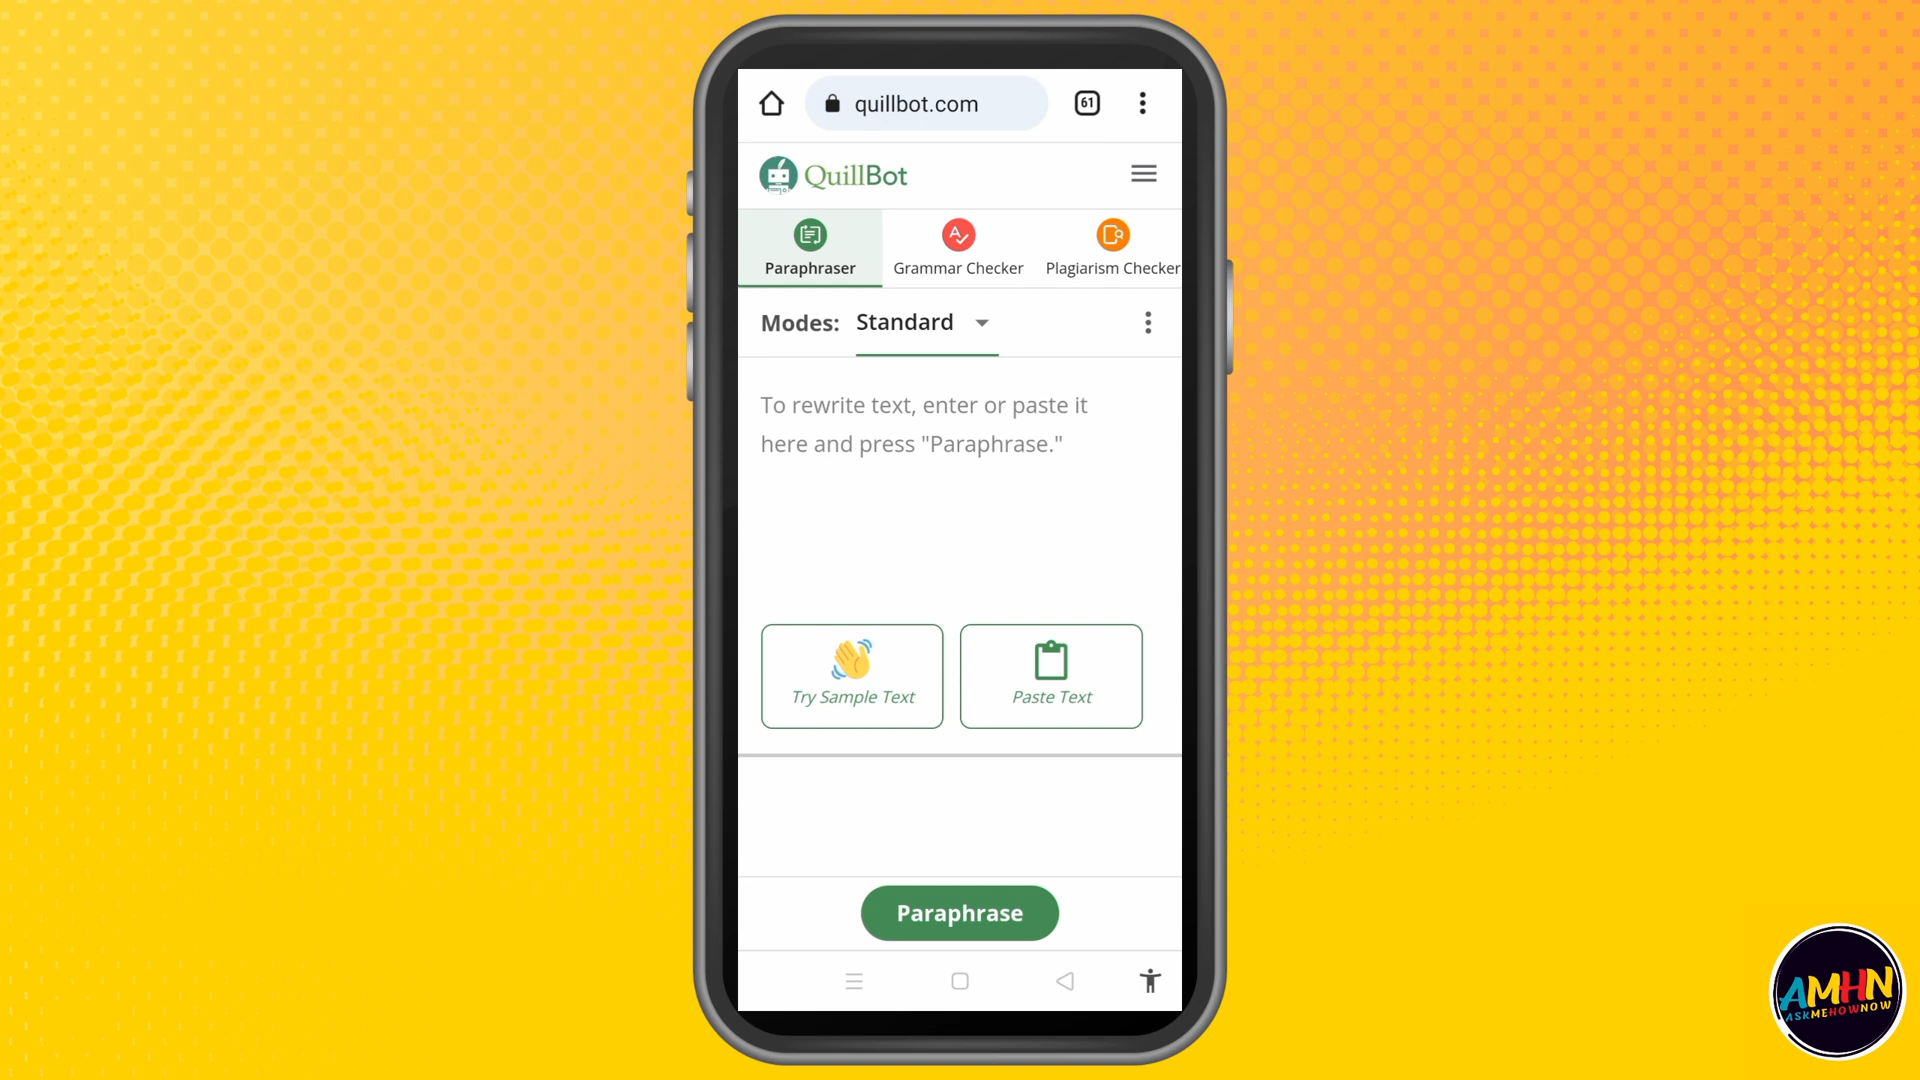 quillbot.com
61
QuillBot
Paraphraser
Grammar Checker
Plagiarism Checker
Modes: Standard
To rewrite text, enter or paste it
here and press "Paraphrase."
Try Sample Text
Paste Text
Paraphrase
AMHN
ASKMEHOWNOW